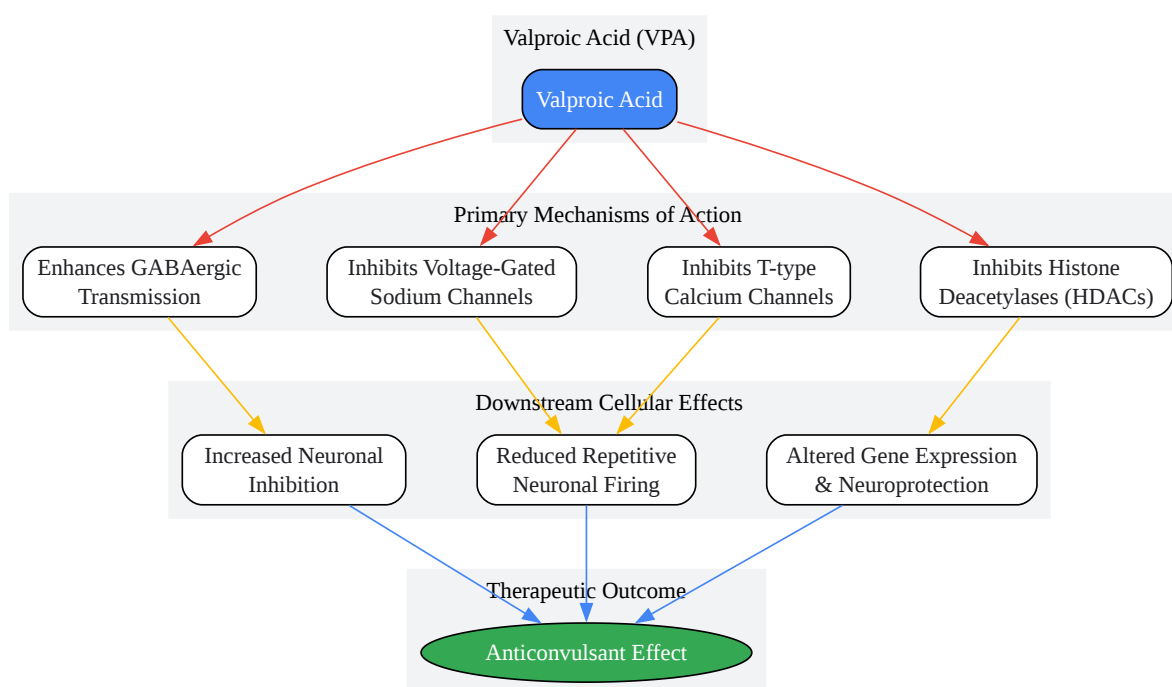 Valproic Acid (VPA)
Valproic Acid
Primary Mechanisms of Action
Enhances GABAergic
Transmission
Inhibits Voltage-Gated
Sodium Channels
Inhibits T-type
Calcium Channels
Inhibits Histone
Deacetylases (HDACs)
Downstream Cellular Effects
Increased Neuronal
Inhibition
Reduced Repetitive
Neuronal Firing
Altered Gene Expression
& Neuroprotection
Therapeutic Outcome
Anticonvulsant Effect